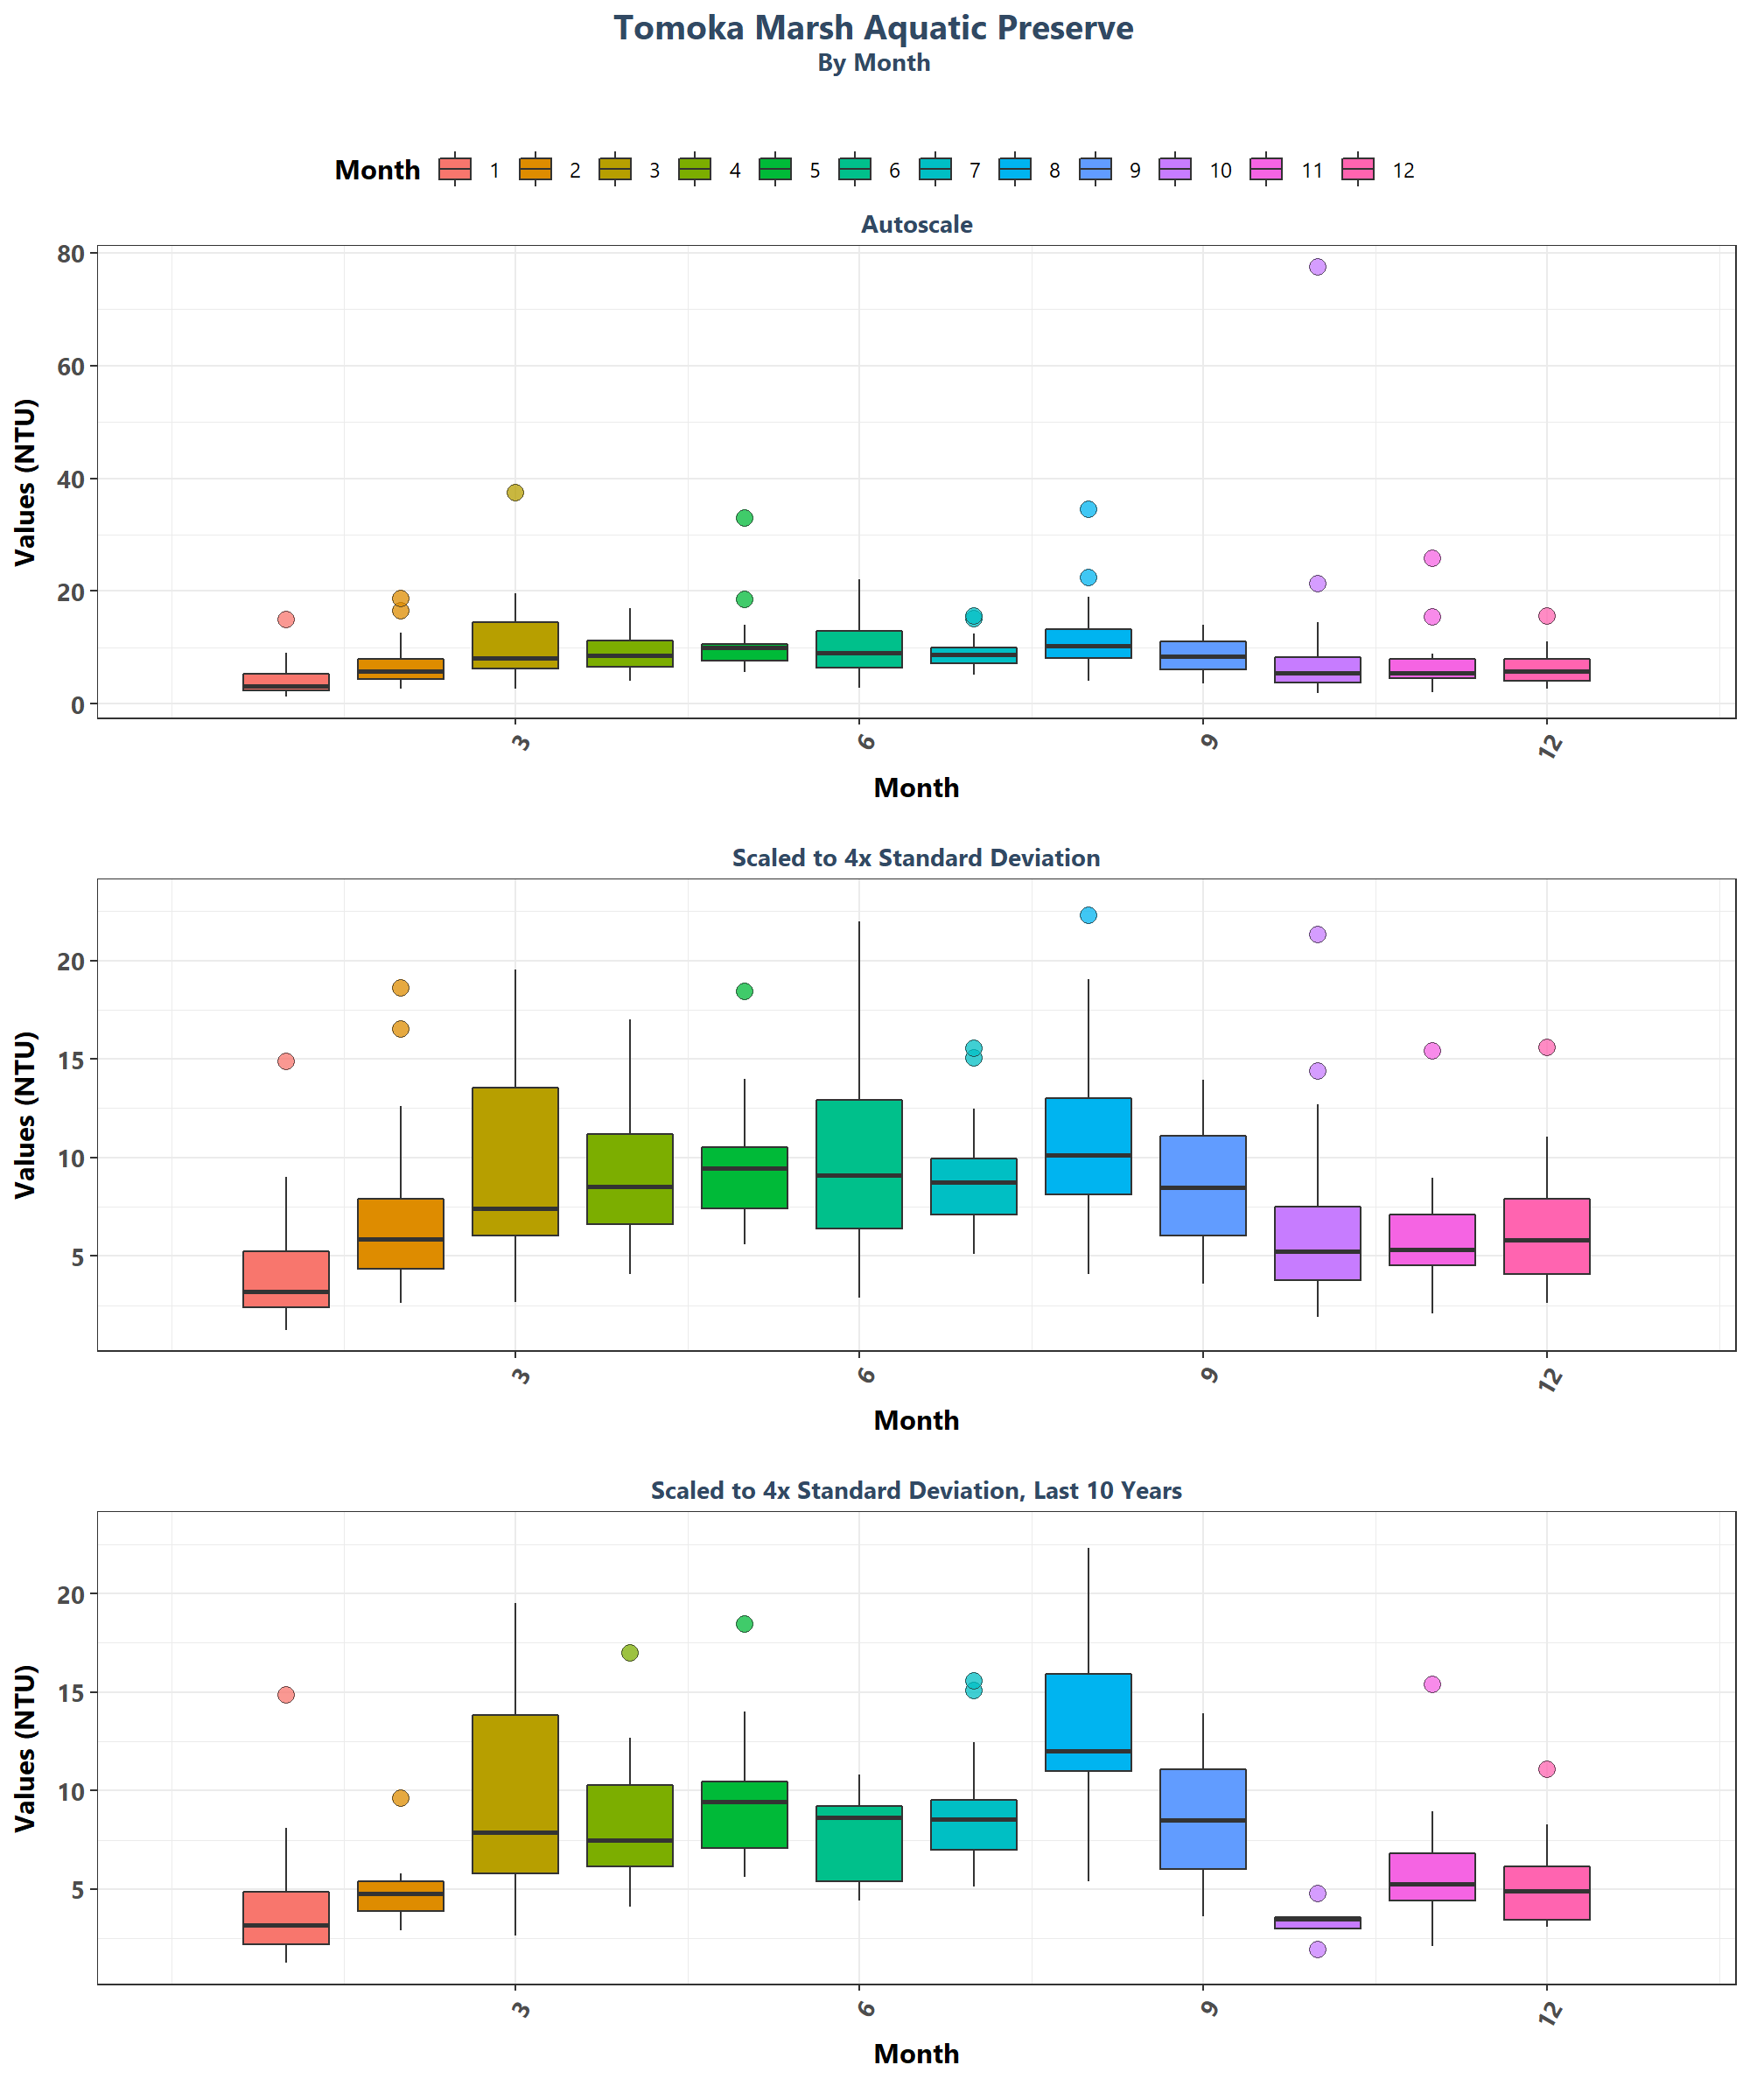 Tomoka Marsh Aquatic Preserve
By Month
Month 1 2 3 4 5 6 7 8 9 10 11 12
Autoscale
Values (NTU)
80
60
40
20
0
3 6 9 12
Month
Scaled to 4x Standard Deviation
Values (NTU)
20
15
10
5
3 6 9 12
Month
Scaled to 4x Standard Deviation, Last 10 Years
Values (NTU)
20
15
10
5
3 6 9 12
Month